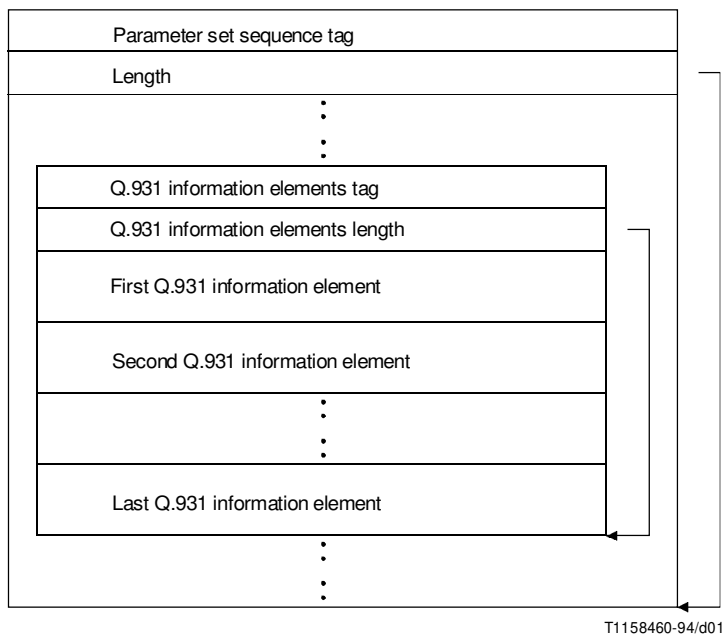 Parameter set sequence tag
Length
Q.931 information elements tag
Q.931 information elements length
First Q.931 information element
Second Q.931 information element
Last Q.931 information element
T1158460-94/d01